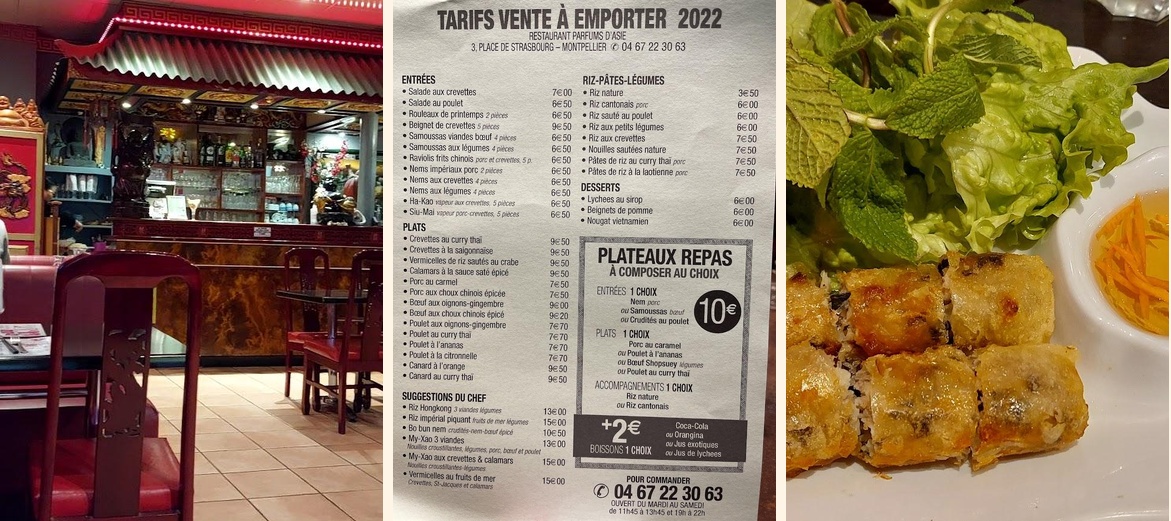 TARIFS VENTE À EMPORTER 2022
RESTAURANT PARFUMS D'ASIE
3, PLACE DE STRASBOURG – MONTPELLIER ✆ 04 67 22 30 63
ENTRÉES
• Salade aux crevettes 7€00
• Salade au poulet 6€50
• Rouleaux de printemps 2 pièces 6€50
• Beignet de crevettes 5 pièces 9€50
• Samoussas viandes bœuf 4 pièces 6€50
• Samoussas aux légumes 4 pièces 6€50
• Raviolis frits chinois porc et crevettes, 5 p. 6€50
• Nems impériaux porc 2 pièces 6€50
• Nems aux crevettes 4 pièces 6€50
• Nems aux légumes 4 pièces 6€50
• Ha-Kao vapeur aux crevettes, 5 pièces 6€50
• Siu-Mai vapeur porc-crevettes, 5 pièces 6€50
PLATS
• Crevettes au curry thaï 9€50
• Crevettes à la saïgonnaise 9€50
• Vermicelles de riz sautés au crabe 9€50
• Calamars à la sauce saté épicé 9€50
• Porc au carmel 7€50
• Porc aux choux chinois épicée 7€50
• Bœuf aux oignons-gingembre 9€00
• Bœuf aux choux chinois épicé 9€20
• Poulet aux oignons-gingembre 7€70
• Poulet au curry thaï 7€70
• Poulet à l'ananas 7€70
• Poulet à la citronnelle 7€70
• Canard à l'orange 9€50
• Canard au curry thaï 9€50
SUGGESTIONS DU CHEF
• Riz Hongkong 3 viandes légumes 13€00
• Riz impérial piquant fruits de mer légumes 15€00
• Bo bun nem crudités-nem-bœuf épicé 10€50
• My-Xao 3 viandes 13€00
Nouilles croustillantes, légumes, porc, bœuf et poulet
• My-Xao aux crevettes & calamars 15€00
Nouilles croustillantes-légumes
• Vermicelles au fruits de mer 15€00
Crevettes, St-Jacques et calamars
RIZ-PÂTES-LÉGUMES
• Riz nature 3€50
• Riz cantonais porc 6€00
• Riz sauté au poulet 6€00
• Riz aux petits légumes 6€00
• Riz aux crevettes 7€50
• Nouilles sautées nature 7€50
• Pâtes de riz au curry thaï porc 7€50
• Pâtes de riz à la laotienne porc 7€50
DESSERTS
• Lychees au sirop 6€00
• Beignets de pomme 6€00
• Nougat vietnamien 6€00
PLATEAUX REPAS
À COMPOSER AU CHOIX
10€
ENTRÉES 1 CHOIX
Nem porc
ou Samoussas bœuf
ou Crudités au poulet
PLATS 1 CHOIX
Porc au caramel
ou Poulet à l'ananas
ou Bœuf Shopsuey légumes
ou Poulet au curry thaï
ACCOMPAGNEMENTS 1 CHOIX
Riz nature
ou Riz cantonais
+2€
BOISSONS 1 CHOIX
Coca-Cola
ou Orangina
ou Jus exotiques
ou Jus de lychees
POUR COMMANDER
✆ 04 67 22 30 63
OUVERT DU MARDI AU SAMEDI
de 11h45 à 13h45 et 19h à 22h